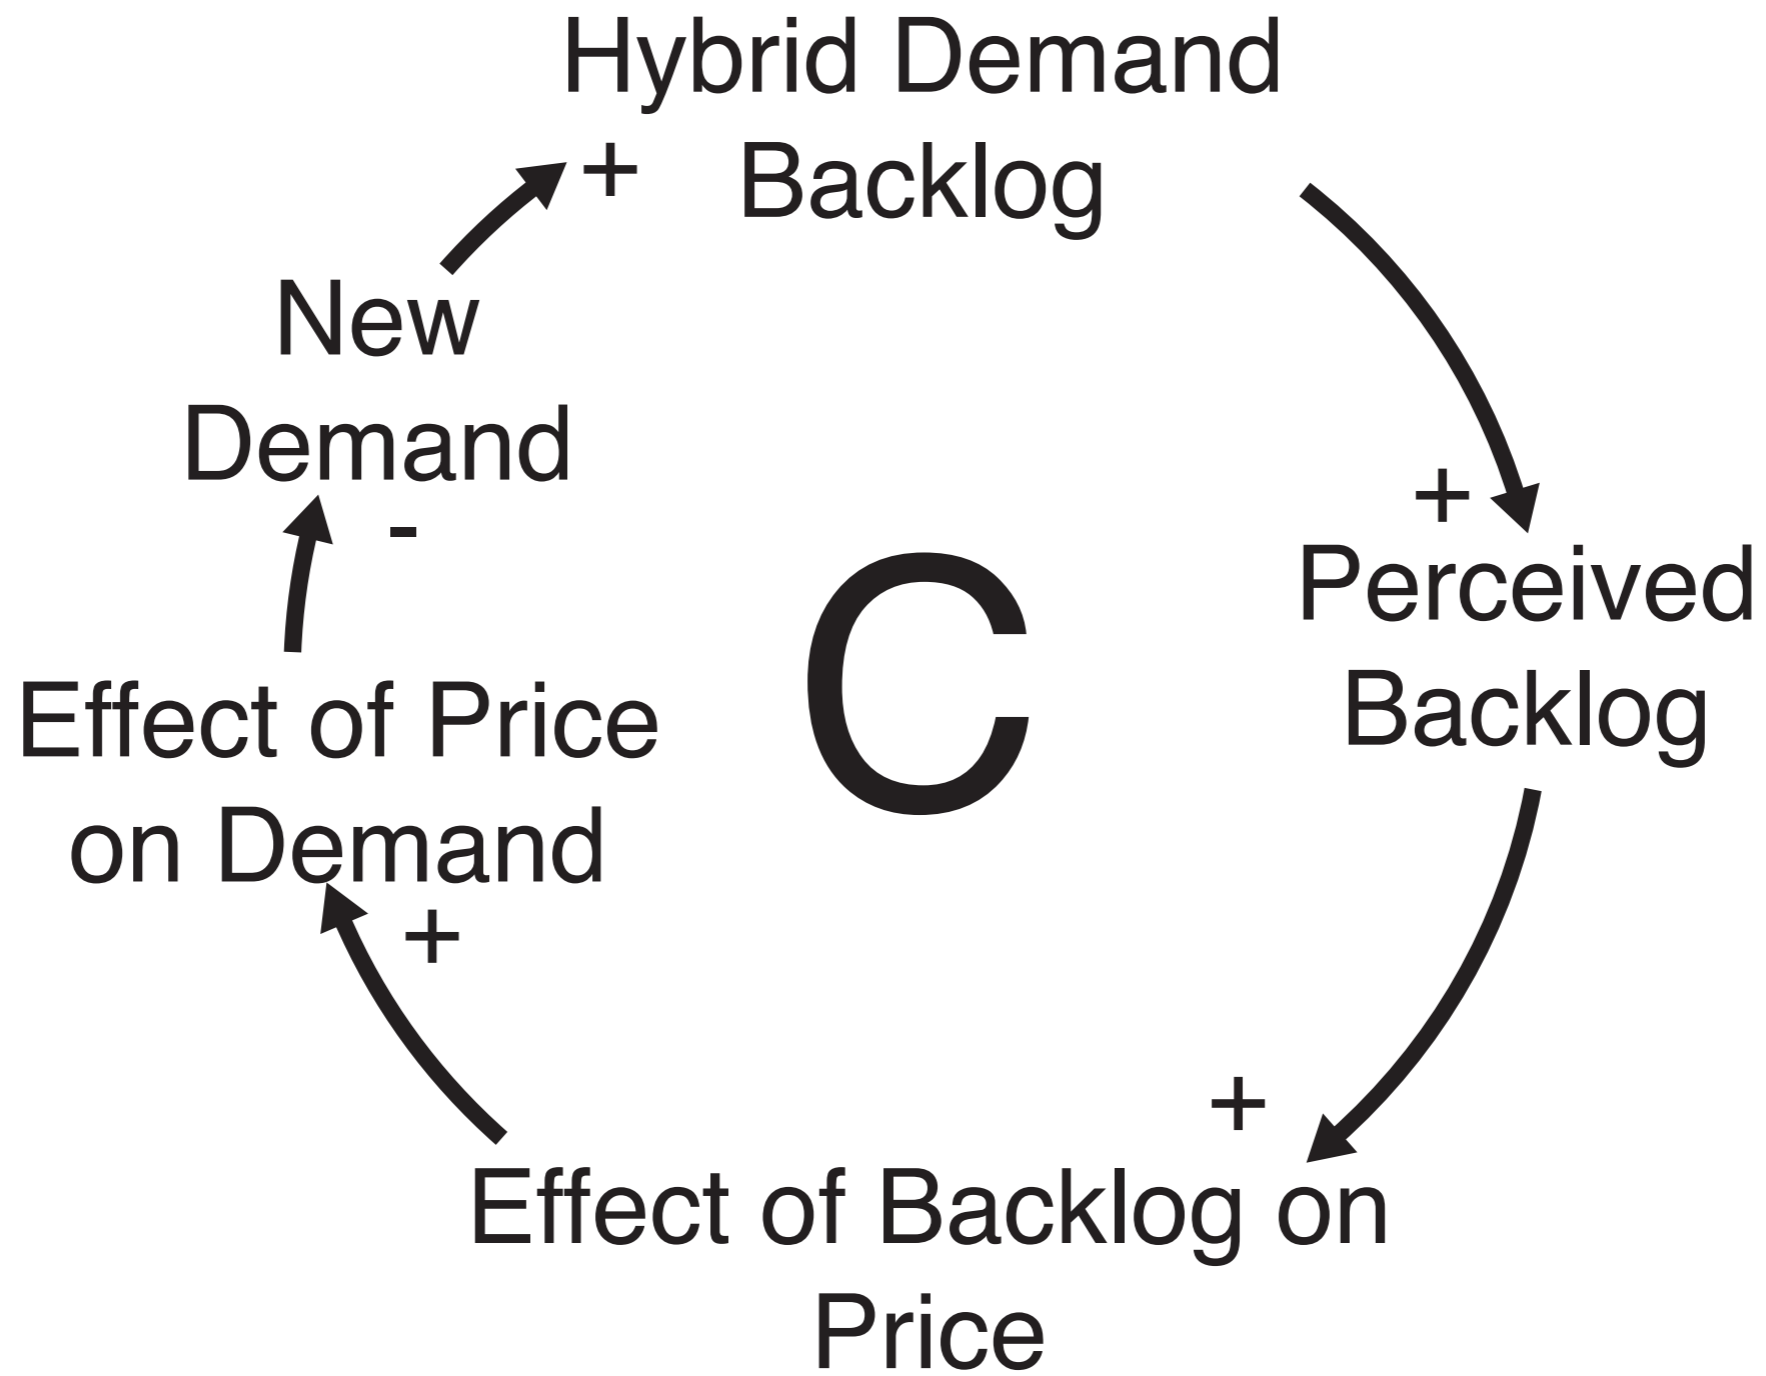 Hybrid Demand
Backlog
+
New
Demand
-
+
Perceived
Backlog
C
Effect of Price
on Demand
+
+
Effect of Backlog on
Price